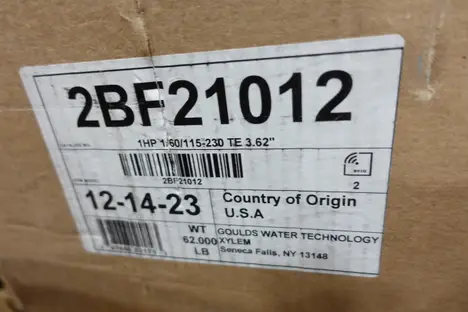 2BF21012
1HP 1/60/115-230 TE 3.62"
2BF21012
2
12-14-23
Country of Origin
U.S.A
WT
62.000
LB
GOULDS WATER TECHNOLOGY
XYLEM
Seneca Falls, NY 13148